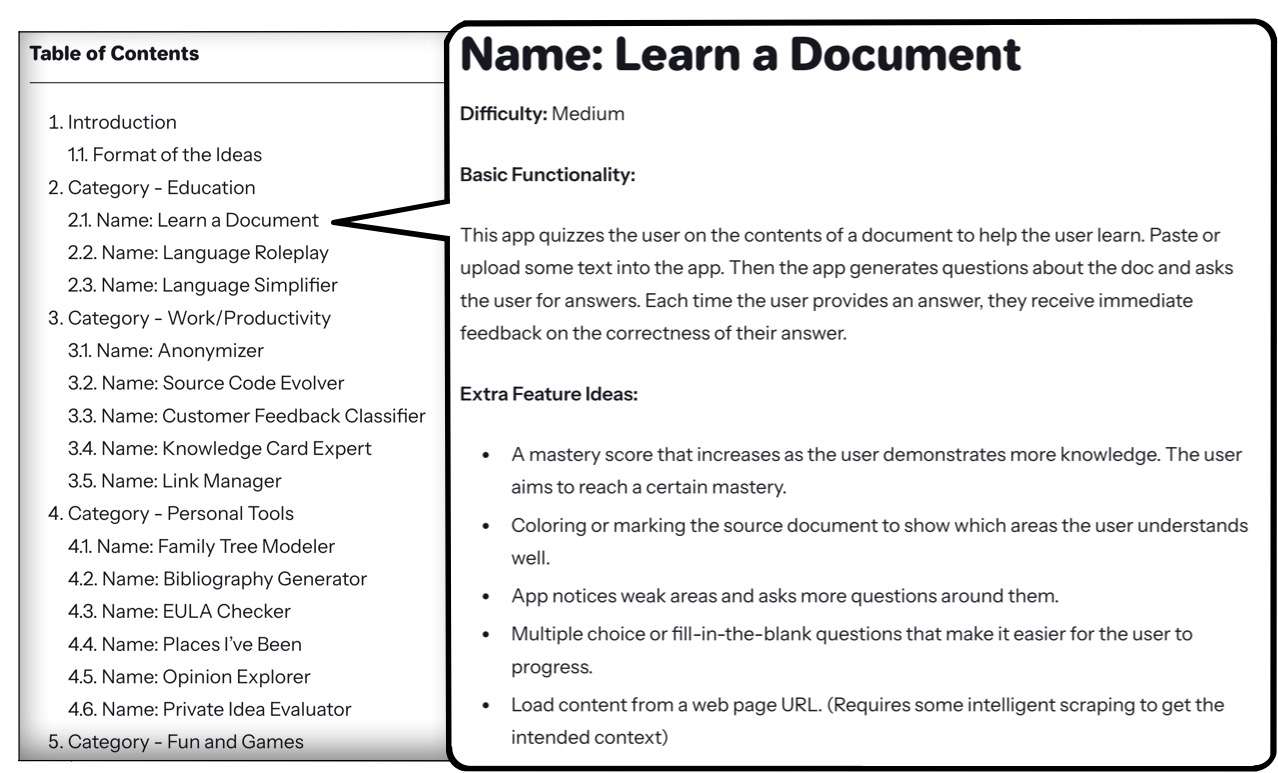 Table of Contents
1. Introduction
1.1. Format of the Ideas
2. Category - Education
2.1. Name: Learn a Document
2.2. Name: Language Roleplay
2.3. Name: Language Simplifier
3. Category - Work/Productivity
3.1. Name: Anonymizer
3.2. Name: Source Code Evolver
3.3. Name: Customer Feedback Classifier
3.4. Name: Knowledge Card Expert
3.5. Name: Link Manager
4. Category - Personal Tools
4.1. Name: Family Tree Modeler
4.2. Name: Bibliography Generator
4.3. Name: EULA Checker
4.4. Name: Places I’ve Been
4.5. Name: Opinion Explorer
4.6. Name: Private Idea Evaluator
5. Category - Fun and Games
Name: Learn a Document
Difficulty: Medium
Basic Functionality:
This app quizzes the user on the contents of a document to help the user learn. Paste or
upload some text into the app. Then the app generates questions about the doc and asks
the user for answers. Each time the user provides an answer, they receive immediate
feedback on the correctness of their answer.
Extra Feature Ideas:
• A mastery score that increases as the user demonstrates more knowledge. The user
aims to reach a certain mastery.
• Coloring or marking the source document to show which areas the user understands
well.
• App notices weak areas and asks more questions around them.
• Multiple choice or fill-in-the-blank questions that make it easier for the user to
progress.
• Load content from a web page URL. (Requires some intelligent scraping to get the
intended context)